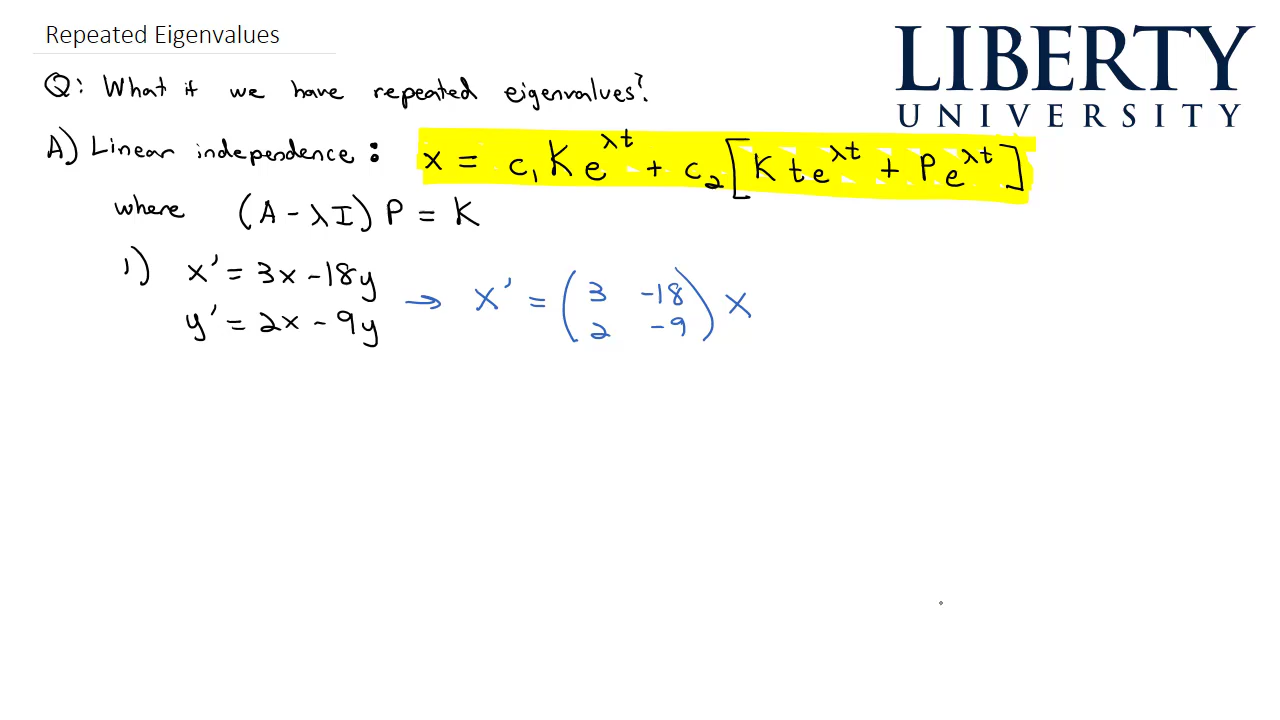 Repeated Eigenvalues
LIBERTY
UNIVERSITY
Q: What if we have repeated eigenvalues?
A) Linear independence: x = c₁Ke^λt + c₂[Kte^λt + Pe^λt]
where (A - λI)P = K
1) x' = 3x - 18y
y' = 2x - 9y
→ X' = (3 -18
2 -9) X